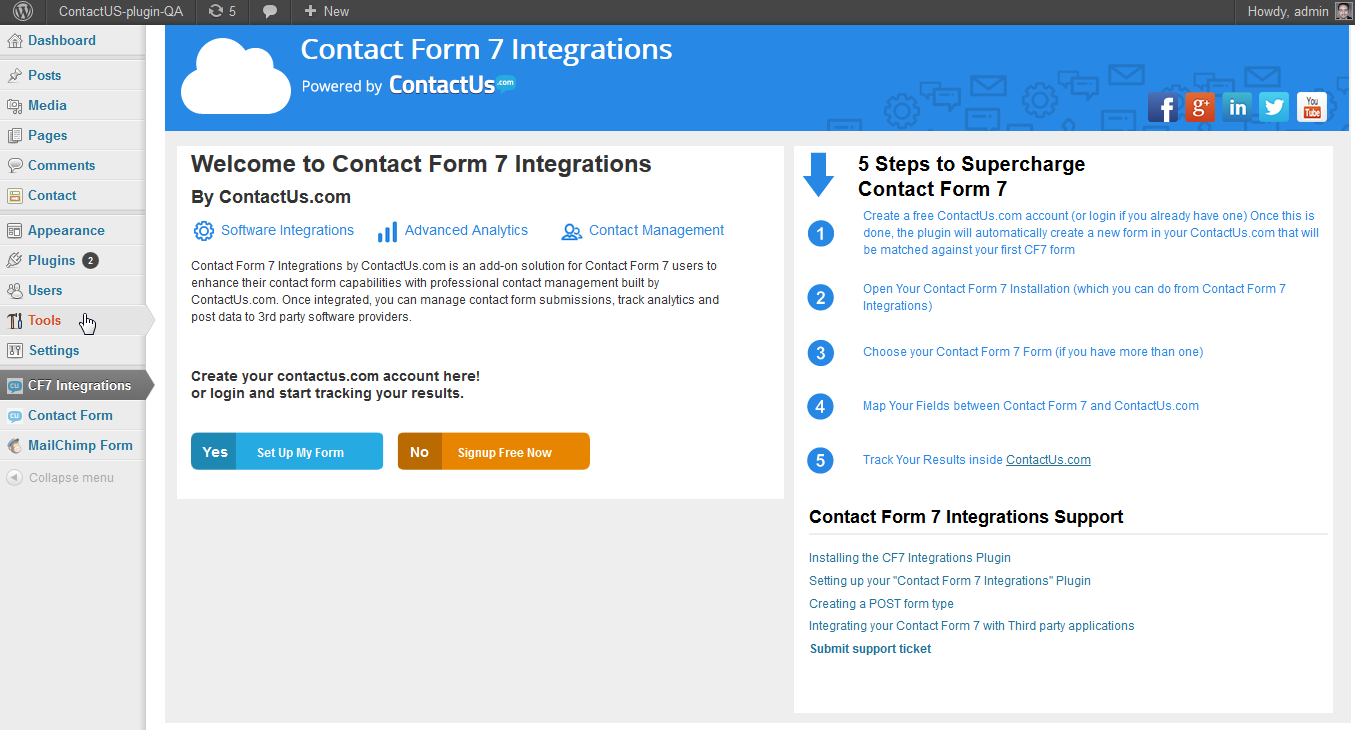 ContactUS-plugin-QA
5
New
Howdy, admin
Dashboard
Posts
Media
Pages
Comments
Contact
Appearance
Plugins 2
Users
Tools
Settings
CU CF7 Integrations
CU Contact Form
MailChimp Form
Collapse menu
Contact Form 7 Integrations
Powered by ContactUs.com
f
g+
in
You
Tube
Welcome to Contact Form 7 Integrations
By ContactUs.com
Software Integrations
Advanced Analytics
Contact Management
Contact Form 7 Integrations by ContactUs.com is an add-on solution for Contact Form 7 users to
enhance their contact form capabilities with professional contact management built by
ContactUs.com. Once integrated, you can manage contact form submissions, track analytics and
post data to 3rd party software providers.
Create your contactus.com account here!
or login and start tracking your results.
Yes Set Up My Form
No Signup Free Now
5 Steps to Supercharge
Contact Form 7
1
Create a free ContactUs.com account (or login if you already have one) Once this is
done, the plugin will automatically create a new form in your ContactUs.com that will
be matched against your first CF7 form
2
Open Your Contact Form 7 Installation (which you can do from Contact Form 7
Integrations)
3
Choose your Contact Form 7 Form (if you have more than one)
4
Map Your Fields between Contact Form 7 and ContactUs.com
5
Track Your Results inside ContactUs.com
Contact Form 7 Integrations Support
Installing the CF7 Integrations Plugin
Setting up your "Contact Form 7 Integrations" Plugin
Creating a POST form type
Integrating your Contact Form 7 with Third party applications
Submit support ticket